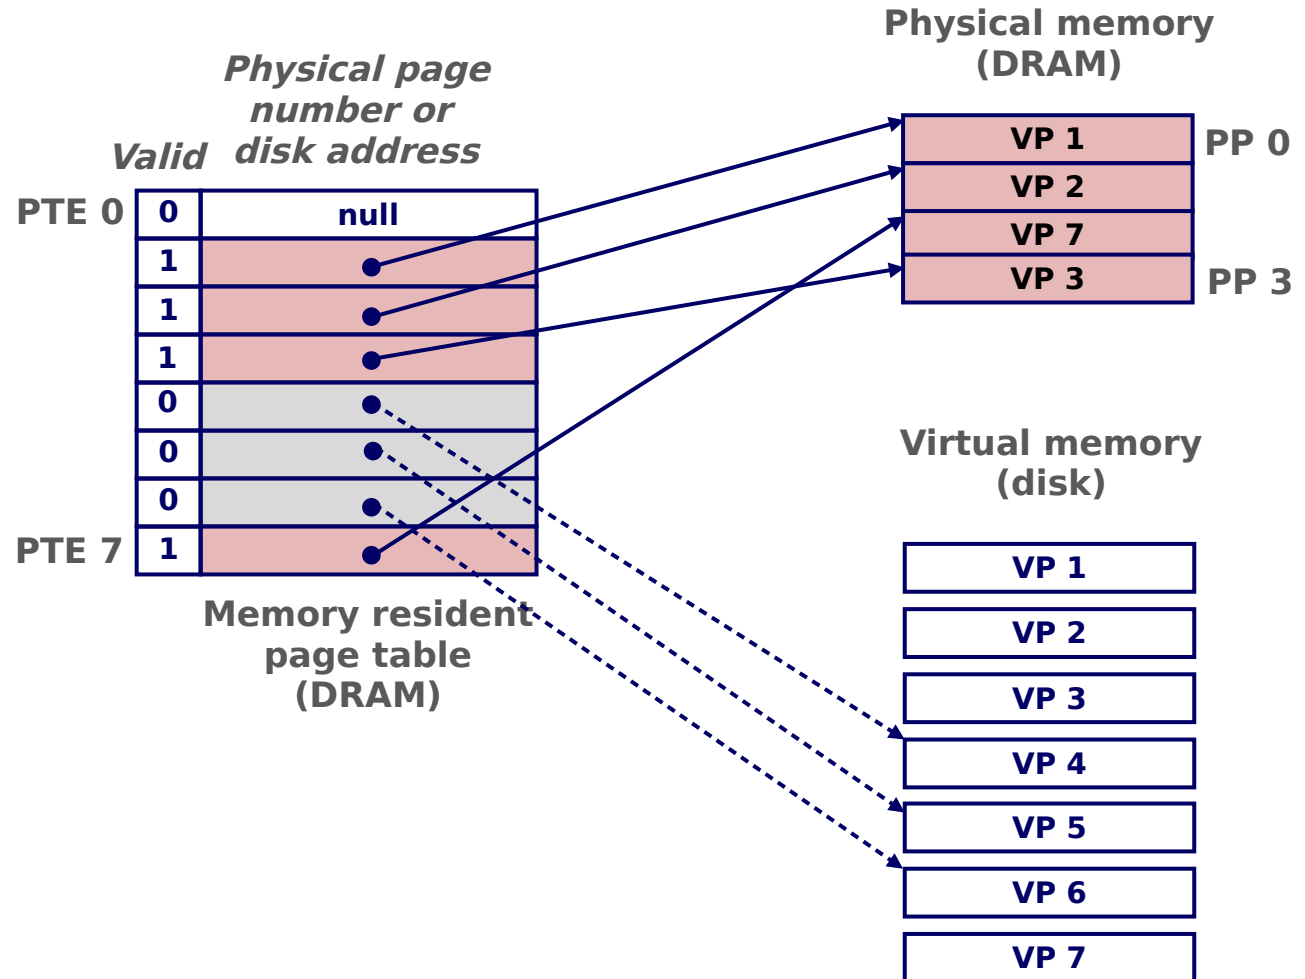 Physical memory
(DRAM)
Physical page
number or
disk address
Valid
PTE 0
0
null
1
1
1
0
0
0
PTE 7
1
Memory resident
page table
(DRAM)
VP 1
PP 0
VP 2
VP 7
VP 3
PP 3
Virtual memory
(disk)
VP 1
VP 2
VP 3
VP 4
VP 5
VP 6
VP 7